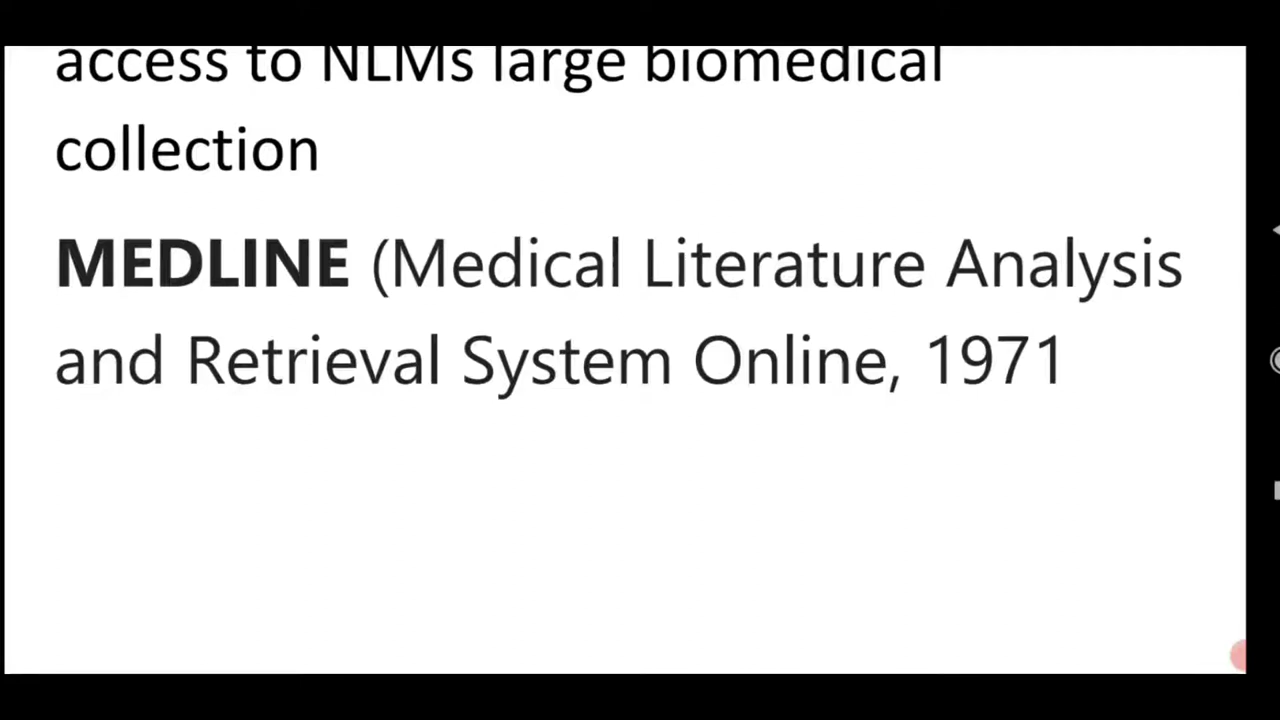 access to NLMs large biomedical
collection
MEDLINE (Medical Literature Analysis
and Retrieval System Online, 1971